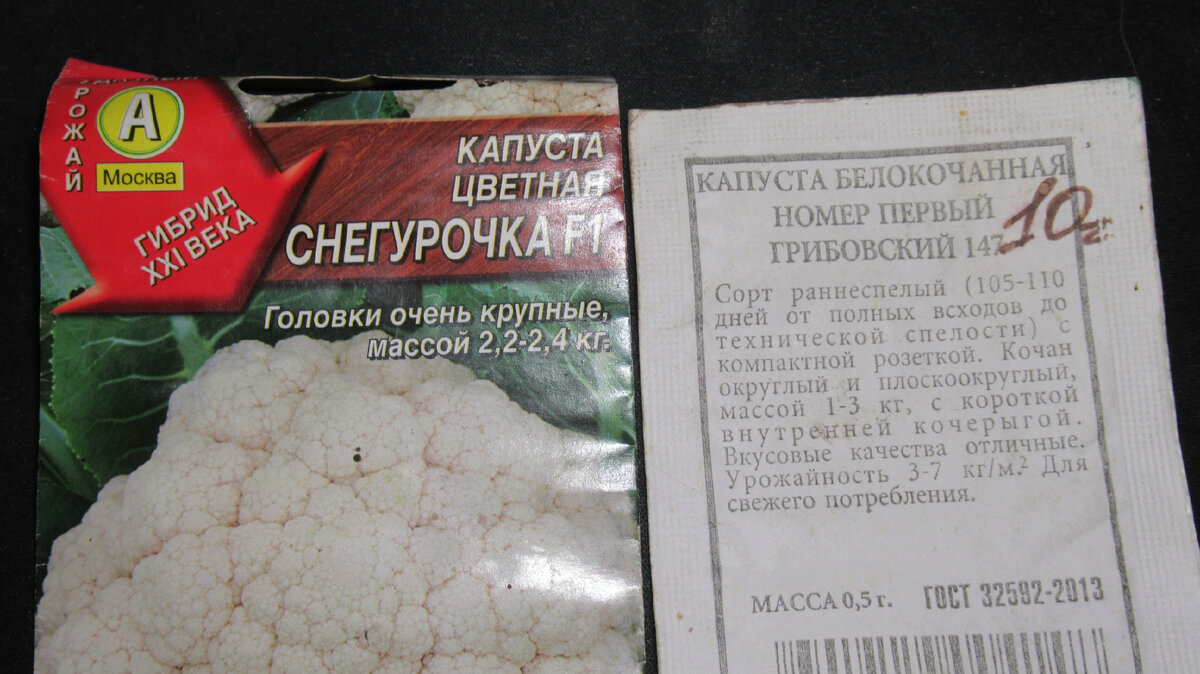 УРОЖАЙ
А
Москва
ГИБРИД
XXI ВЕКА
КАПУСТА
ЦВЕТНАЯ
СНЕГУРОЧКА F1
Головки очень крупные,
массой 2,2-2,4 кг.
КАПУСТА БЕЛОКОЧАННАЯ
НОМЕР ПЕРВЫЙ
ГРИБОВСКИЙ 147
10 г.
Сорт раннеспелый (105-110
дней от полных всходов до
технической спелости) с
компактной розеткой. Кочан
округлый и плоскоокруглый,
массой 1-3 кг, с короткой
внутренней кочерыгой.
Вкусовые качества отличные.
Урожайность 3-7 кг/м.² Для
свежего потребления.
МАССА 0,5 г. ГОСТ 32592-2013